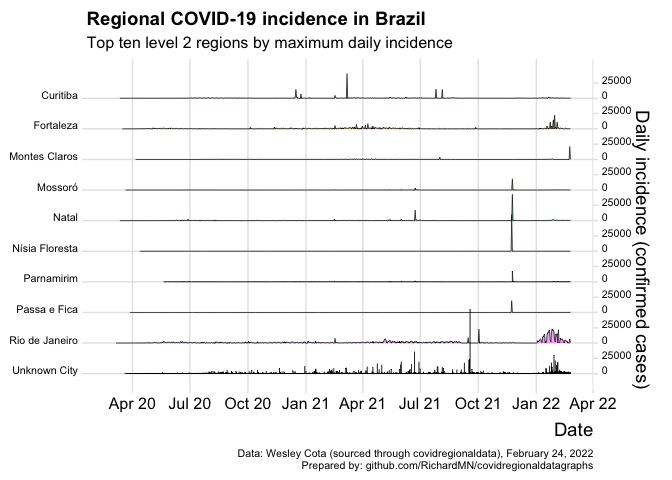 Regional COVID-19 incidence in Brazil
Top ten level 2 regions by maximum daily incidence
Curitiba
25000
0
Fortaleza
25000
0
Montes Claros
25000
0
Mossoró
25000
0
Natal
25000
0
Nísia Floresta
25000
0
Parnamirim
25000
0
Passa e Fica
25000
0
Rio de Janeiro
25000
0
Unknown City
25000
0
Daily incidence (confirmed cases)
Apr 20 Jul 20 Oct 20 Jan 21 Apr 21 Jul 21 Oct 21 Jan 22 Apr 22
Date
Data: Wesley Cota (sourced through covidregionaldata), February 24, 2022
Prepared by: github.com/RichardMN/covidregionaldatagraphs